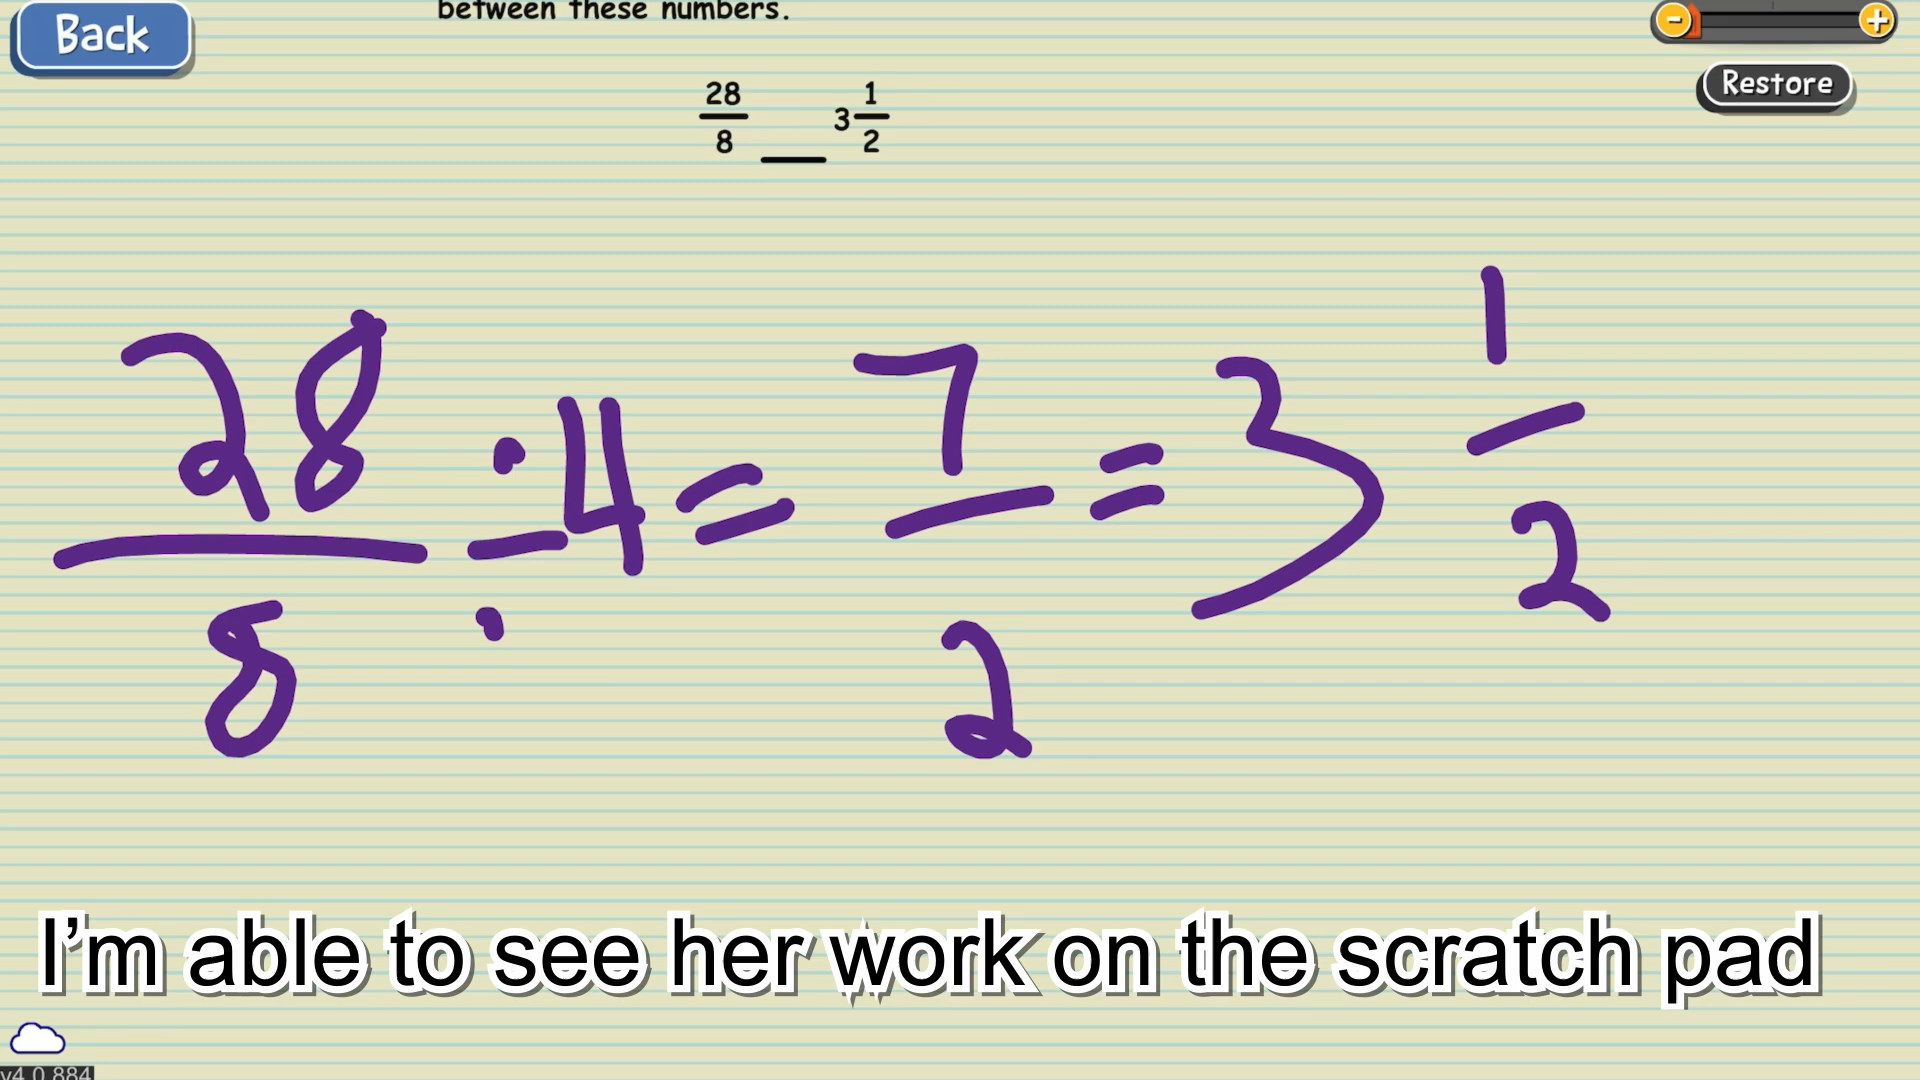 between these numbers.
Back
Restore
28/8 ___ 3 1/2
28/8 ÷ 4 = 7/2 = 3 1/2
I'm able to see her work on the scratch pad
v4.0.884